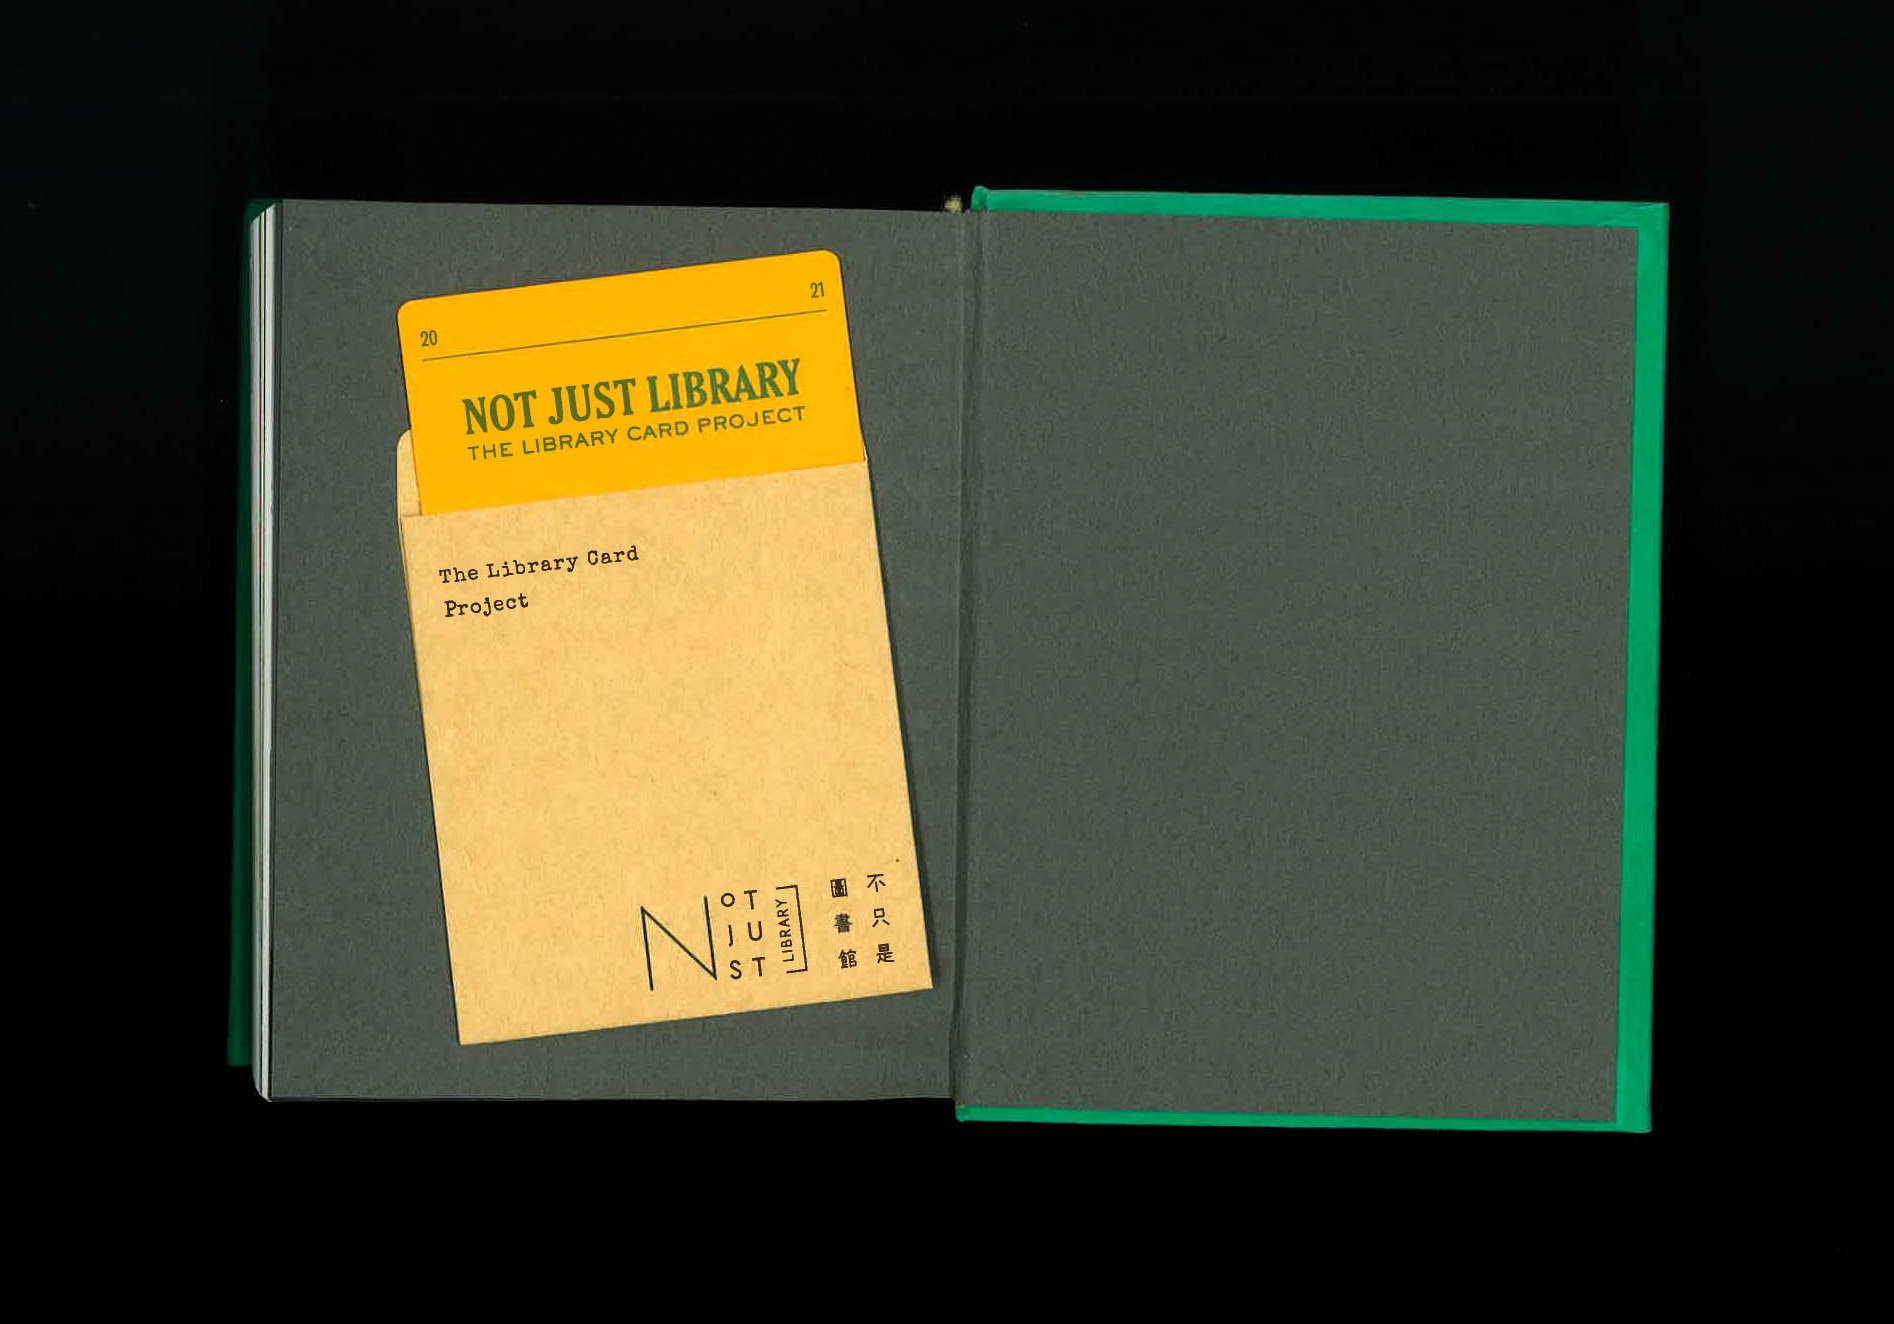 20
21
NOT JUST LIBRARY
THE LIBRARY CARD PROJECT
The Library Card
Project
NOT
JU
ST
LIBRARY
不只是
圖書館